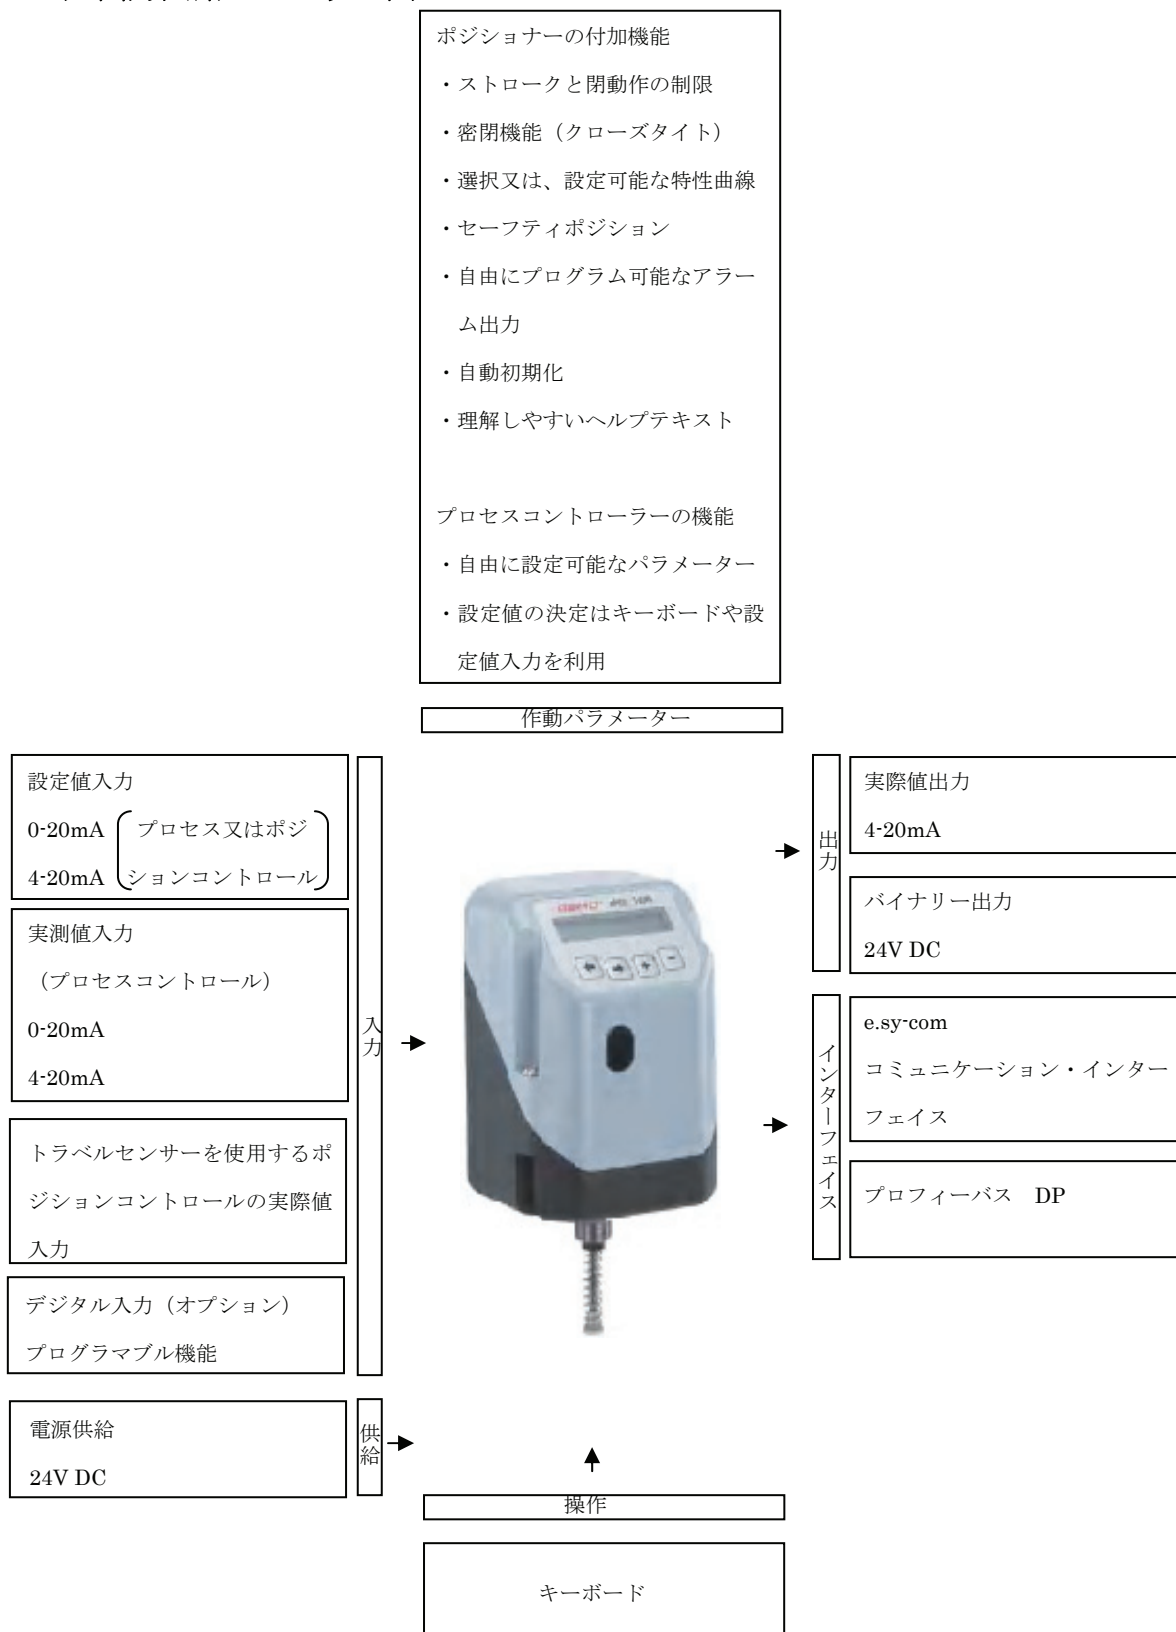 ポジショナーの付加機能
・ストロークと閉動作の制限
・密閉機能（クローズタイト）
・選択又は、設定可能な特性曲線
・セーフティポジション
・自由にプログラム可能なアラー
ム出力
・自動初期化
・理解しやすいヘルプテキスト
プロセスコントローラーの機能
・自由に設定可能なパラメーター
・設定値の決定はキーボードや設
定値入力を利用
作動パラメーター
設定値入力
0-20mA プロセス又はポジ
4-20mA ションコントロール
実測値入力
（プロセスコントロール）
0-20mA
4-20mA
トラベルセンサーを使用するポ
ジションコントロールの実際値
入力
デジタル入力（オプション）
プログラマブル機能
入力
電源供給
24V DC
供給
出力
実際値出力
4-20mA
バイナリー出力
24V DC
インターフェイス
e.sy-com
コミュニケーション・インター
フェイス
プロフィーバス DP
操作
キーボード